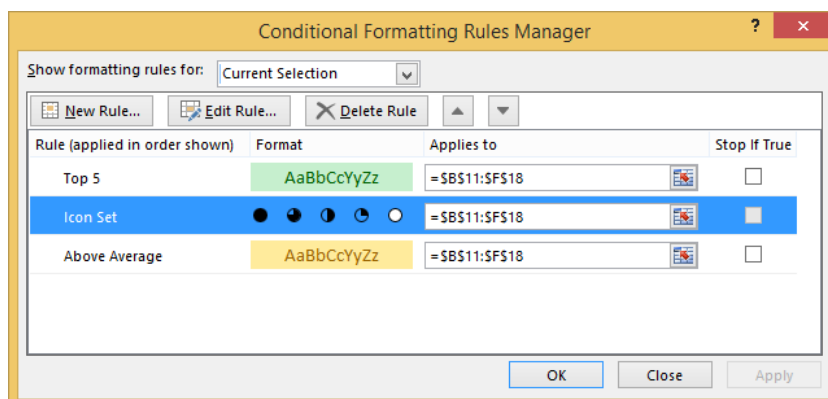 Conditional Formatting Rules Manager ? ×
Show formatting rules for: Current Selection
New Rule... Edit Rule... Delete Rule
Rule (applied in order shown) Format Applies to Stop If True
Top 5 AaBbCcYyZz =$B$11:$F$18
Icon Set =$B$11:$F$18
Above Average AaBbCcYyZz =$B$11:$F$18
OK Close Apply